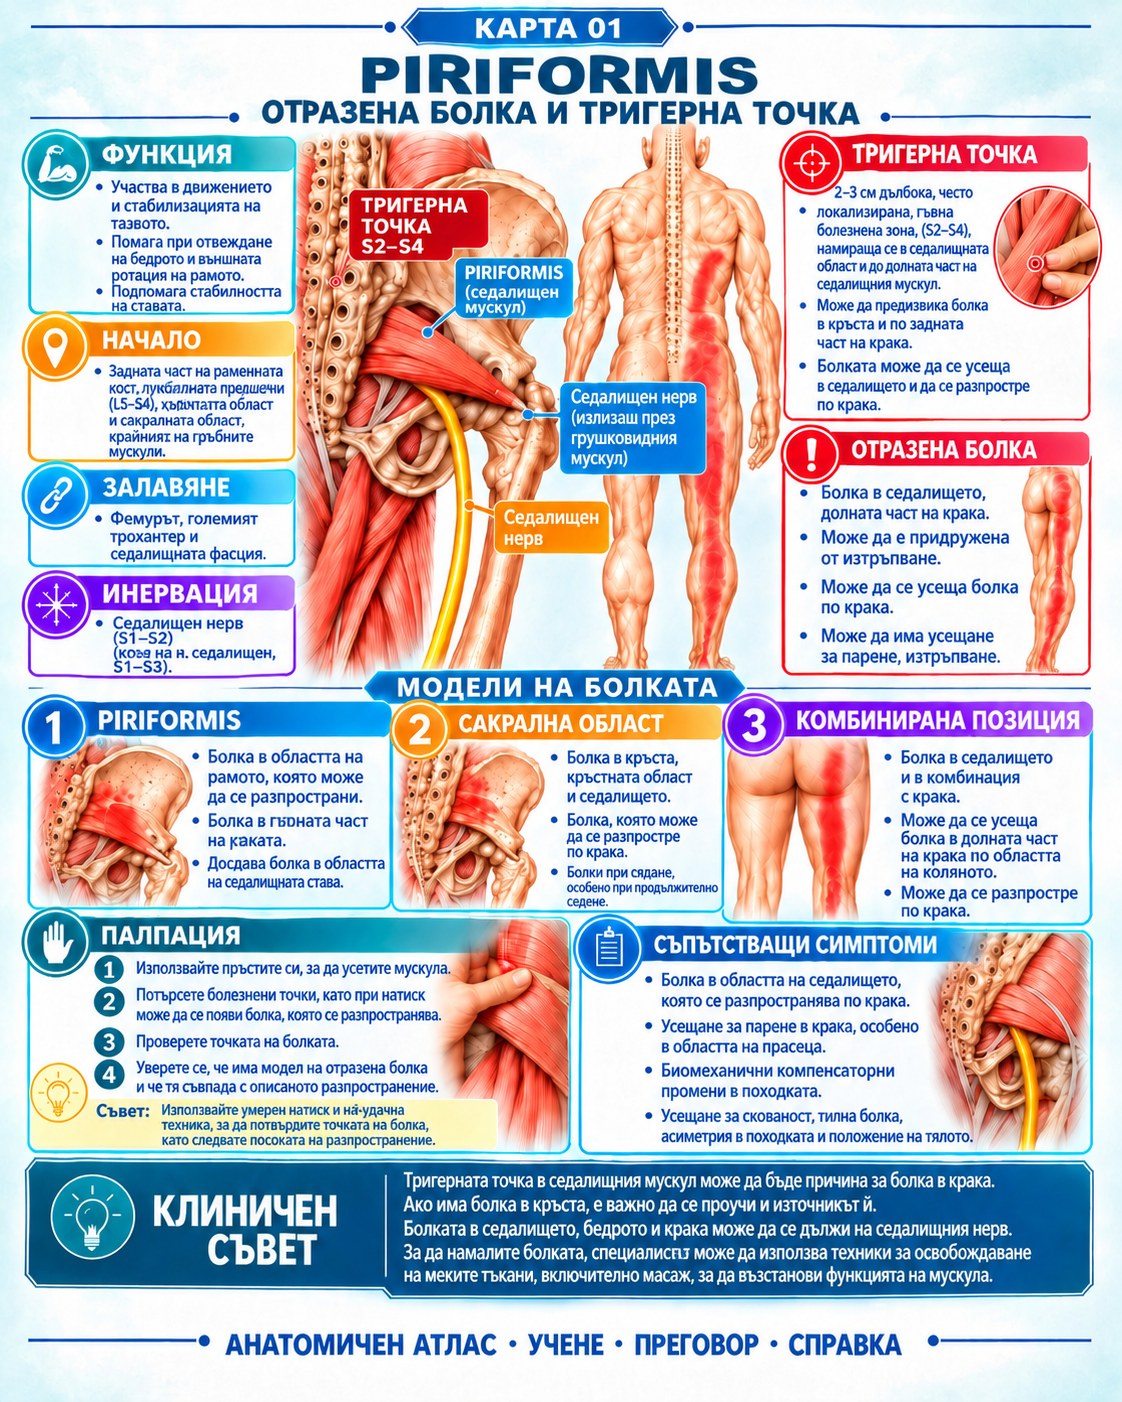 КАРТА 01
PIRIFORMIS
ОТРАЗЕНА БОЛКА И ТРИГЕРНА ТОЧКА
ФУНКЦИЯ
• Участва в движението
и стабилизацията на
тазвото.
• Помага при отвеждане
на бедрото и външната
ротация на рамото.
• Подпомага стабилността
на ставата.
НАЧАЛО
• Задната част на раменната
кост,
(L5–S4), област
и сакралната област,
крайният на гръбните
мускули.
ЗАЛАВЯНЕ
• Фемурът, големият
трохантер и
седалищната фасция.
ИНЕРВАЦИЯ
• Седалищен нерв
(S1–S2)
на н. седалищен,
S1–S3).
ТРИГЕРНА
ТОЧКА
S2–S4
PIRIFORMIS
(седалищен
мускул)
Седалищен нерв
(излизаш през
грушковидния
мускул)
Седалищен
нерв
ТРИГЕРНА ТОЧКА
2–3 см дълбока, често
• локализирана, гъвна
болезнена зона, (S2–S4),
намираща се в седалищната
област и до долната част на
седалищния мускул.
• Може да предизвика болка
в кръста и по задната
част на крака.
• Болката може да се усеща
в седалището и да се разпростре
по крака.
ОТРАЗЕНА БОЛКА
• Болка в седалището,
долната част на крака.
• Може да е придружена
от изтръпване.
• Може да се усеща болка
по крака.
• Може да има усещане
за парене, изтръпване.
МОДЕЛИ НА БОЛКАТА
1 PIRIFORMIS
• Болка в областта на
рамото, която може
да се разпространи.
• Болка в част
на
• Досдава болка в областта
на седалищната става.
2 САКРАЛНА ОБЛАСТ
• Болка в кръста,
кръстната област
и седалището.
• Болка, която може
да се разпростре
по крака.
• Болки при сядане,
особено при продължително
седене.
3 КОМБИНИРАНА ПОЗИЦИЯ
• Болка в седалището
и в комбинация
с крака.
• Може да се усеща
болка в долната част
на крака по областта
на коляното.
• Може да се разпростре
по крака.
ПАЛПАЦИЯ
1 Използвайте пръстите си, за да усетите мускула.
2 Потърсете болезнени точки, като при натиск
може да се появи болка, която се разпространява.
3 Проверете точката на болката.
4 Уверете се, че има модел на отразена болка
и че тя съвпада с описаното разпространение.
Съвет: Използвайте умерен натиск и най-удачна
техника, за да потвърдите точката на болка,
като следвате посоката на разпространение.
СЪПЪТСТВАЩИ СИМПТОМИ
• Болка в областта на седалището,
която се разпространява по крака.
• Усещане за парене в крака, особено
в областта на прасеца.
• Биомеханични компенсаторни
промени в походката.
• Усещане за скованост, тилна болка,
асиметрия в походката и положение на тялото.
КЛИНИЧЕН
СЪВЕТ
Тригерната точка в седалищния мускул може да бъде причина за болка в крака.
Ако има болка в кръста, е важно да се проучи и източникът ѝ.
Болката в седалището, бедрото и крака може да се дължи на седалищния нерв.
За да намалите болката, може да използва техники за освобождаване
на меките тъкани, включително масаж, за да възстанови функцията на мускула.
АНАТОМИЧЕН АТЛАС • УЧЕНЕ • ПРЕГОВОР • СПРАВКА